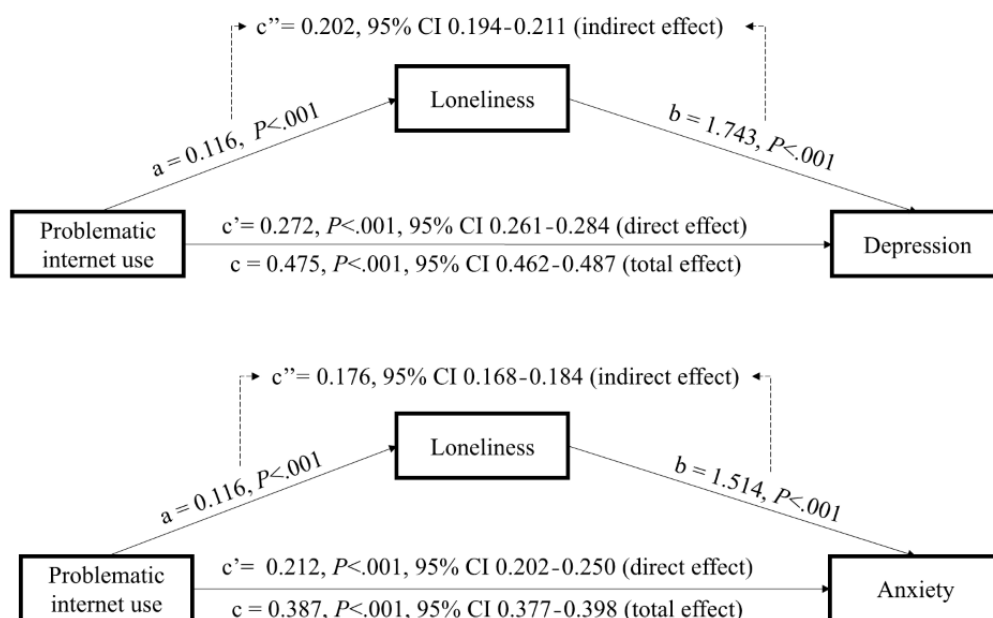 c’’= 0.202, 95% CI 0.194-0.211 (indirect effect)
Loneliness
a = 0.116, P<.001
b = 1.743, P<.001
Problematic
internet use
c’= 0.272, P<.001, 95% CI 0.261-0.284 (direct effect)
c = 0.475, P<.001, 95% CI 0.462-0.487 (total effect)
Depression
c’’= 0.176, 95% CI 0.168-0.184 (indirect effect)
Loneliness
a = 0.116, P<.001
b = 1.514, P<.001
Problematic
internet use
c’= 0.212, P<.001, 95% CI 0.202-0.250 (direct effect)
c = 0.387, P<.001, 95% CI 0.377-0.398 (total effect)
Anxiety